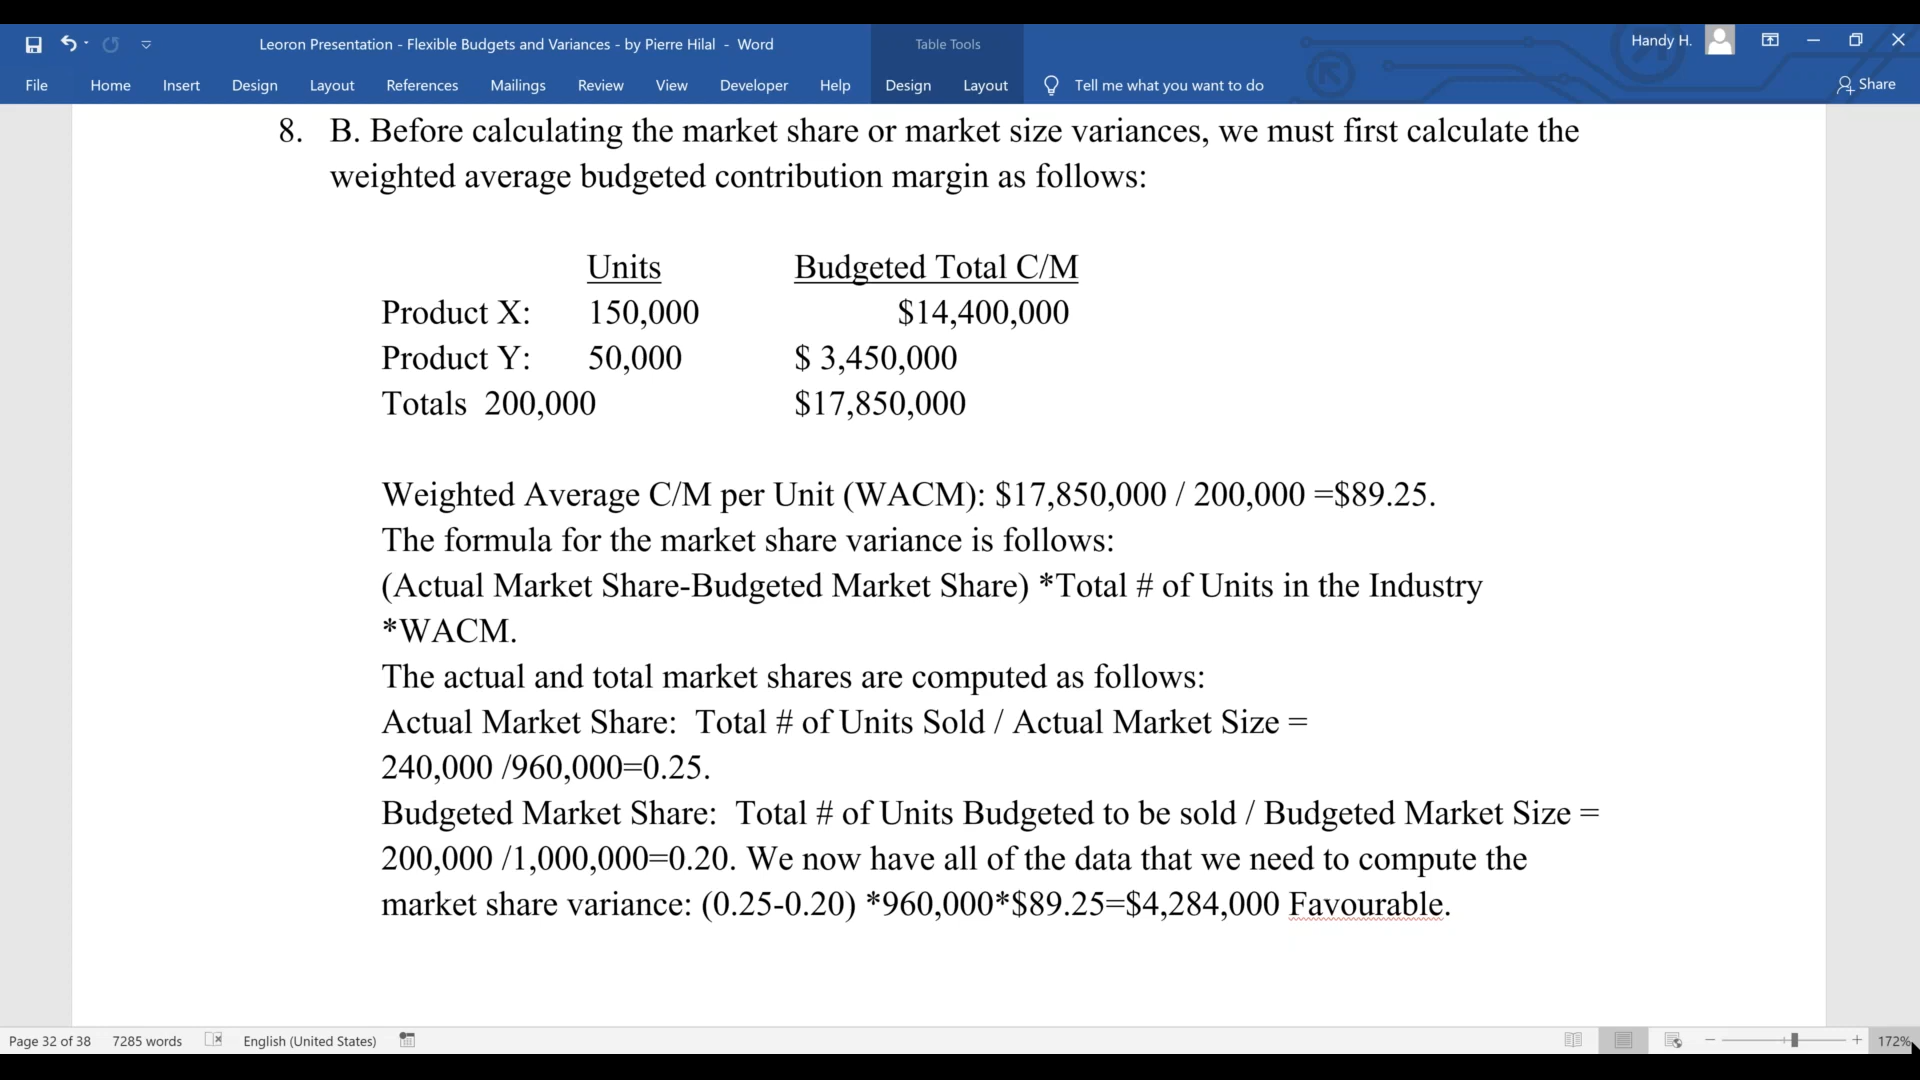 Leoron Presentation - Flexible Budgets and Variances - by Pierre Hilal - Word
Table Tools
Handy H.
File Home Insert Design Layout References Mailings Review View Developer Help Design Layout Tell me what you want to do Share
8. B. Before calculating the market share or market size variances, we must first calculate the
weighted average budgeted contribution margin as follows:
Units Budgeted Total C/M
Product X: 150,000 $14,400,000
Product Y: 50,000 $ 3,450,000
Totals 200,000 $17,850,000
Weighted Average C/M per Unit (WACM): $17,850,000 / 200,000 =$89.25.
The formula for the market share variance is follows:
(Actual Market Share-Budgeted Market Share) *Total # of Units in the Industry
*WACM.
The actual and total market shares are computed as follows:
Actual Market Share: Total # of Units Sold / Actual Market Size =
240,000 /960,000=0.25.
Budgeted Market Share: Total # of Units Budgeted to be sold / Budgeted Market Size =
200,000 /1,000,000=0.20. We now have all of the data that we need to compute the
market share variance: (0.25-0.20) *960,000*$89.25=$4,284,000 Favourable.
Page 32 of 38 7285 words English (United States) 172%